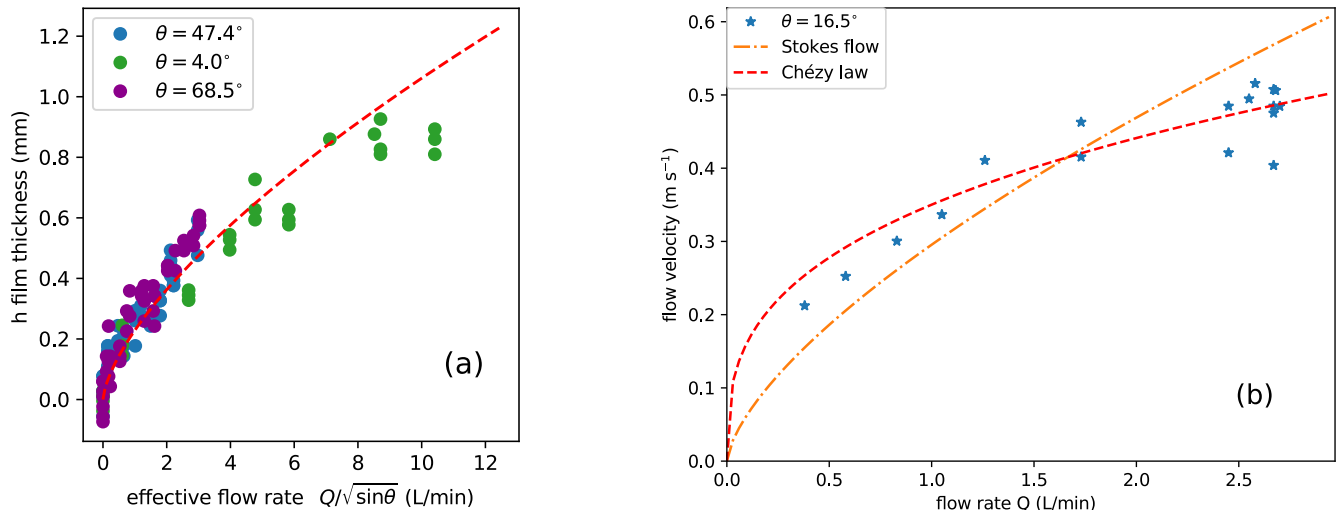 θ = 47.4°
θ = 4.0°
θ = 68.5°
h film thickness (mm)
1.2
1.0
0.8
0.6
0.4
0.2
0.0
(a)
0 2 4 6 8 10 12
effective flow rate Q/√sinθ (L/min)
θ = 16.5°
Stokes flow
Chézy law
flow velocity (m s⁻¹)
0.6
0.5
0.4
0.3
0.2
0.1
0.0
(b)
0.0 0.5 1.0 1.5 2.0 2.5
flow rate Q (L/min)